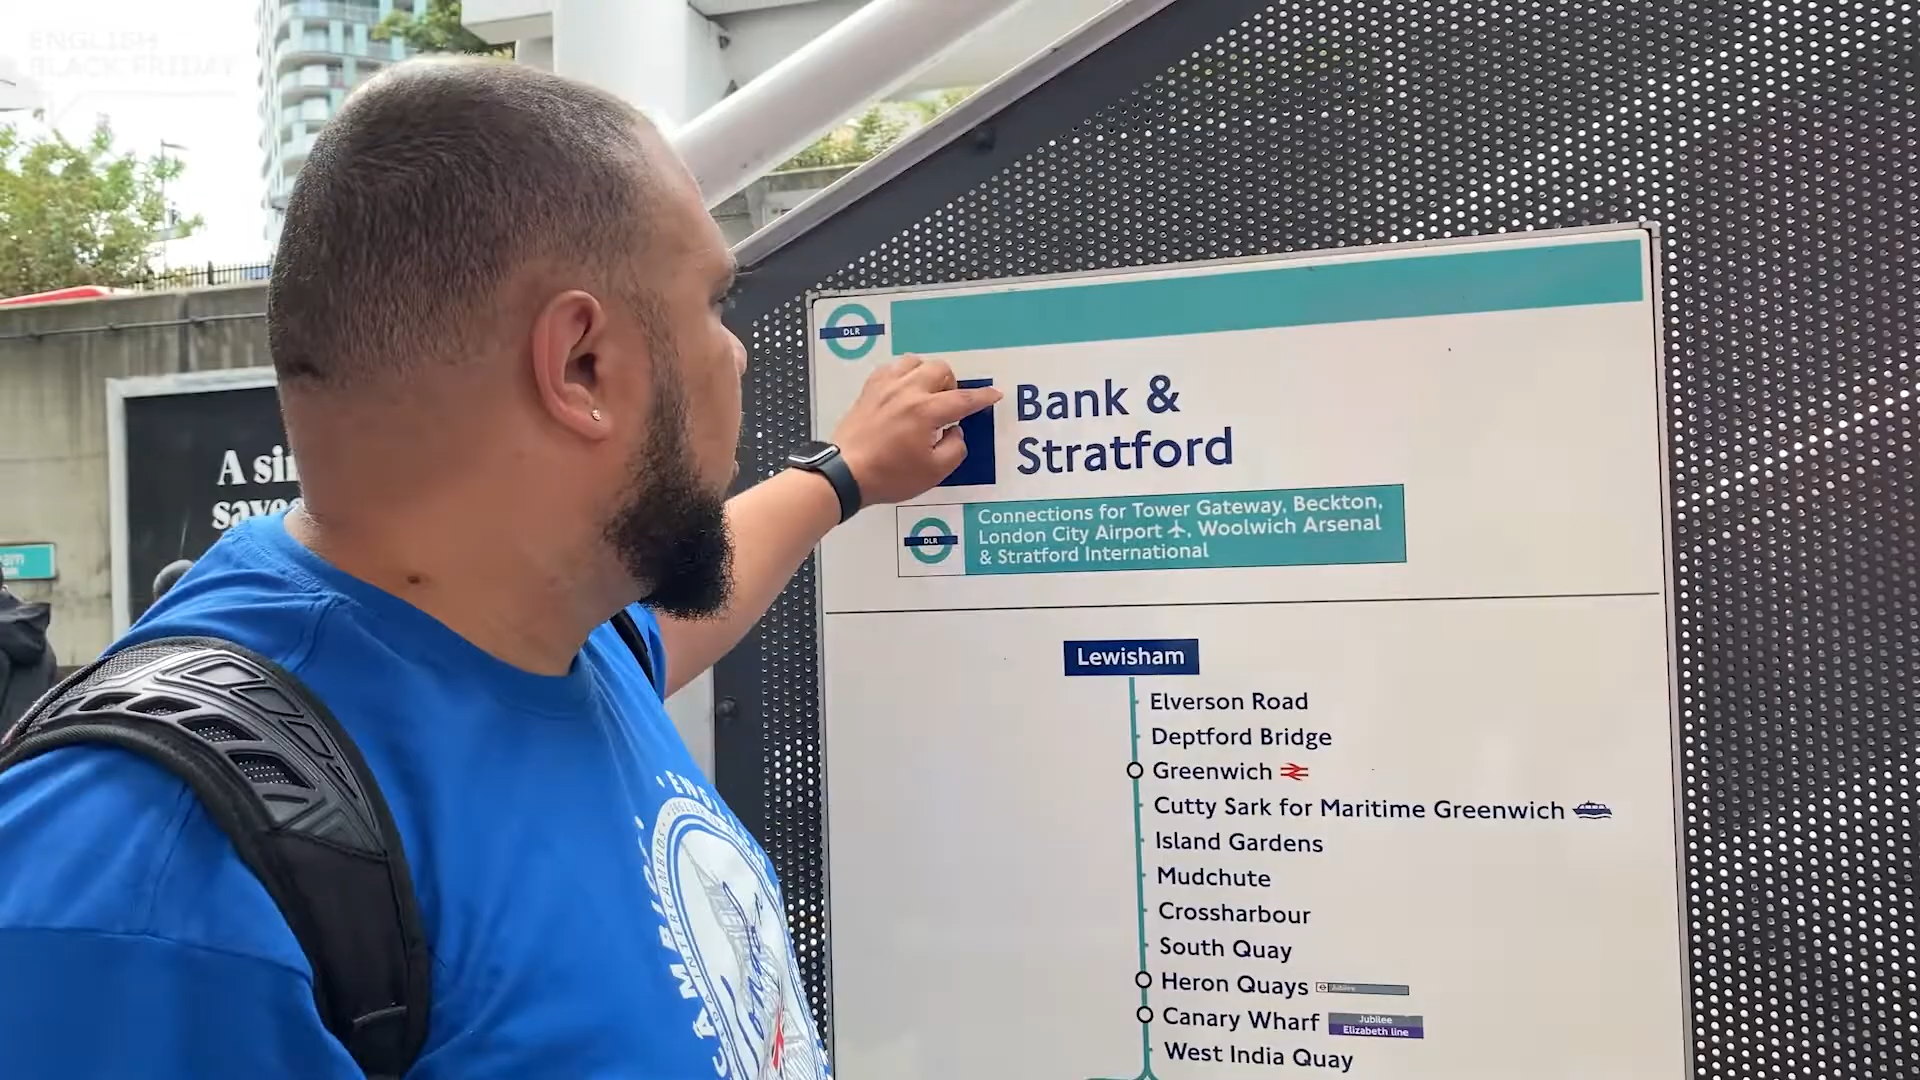 ENGLISH
BLACK FRIDAY
A si
save
am
DLR
Bank &
Stratford
DLR
Connections for Tower Gateway, Beckton,
London City Airport, Woolwich Arsenal
& Stratford International
Lewisham
Elverson Road
Deptford Bridge
Greenwich
Cutty Sark for Maritime Greenwich
Island Gardens
Mudchute
Crossharbour
South Quay
Heron Quays
Jubilee
Canary Wharf
Jubilee
Elizabeth line
West India Quay